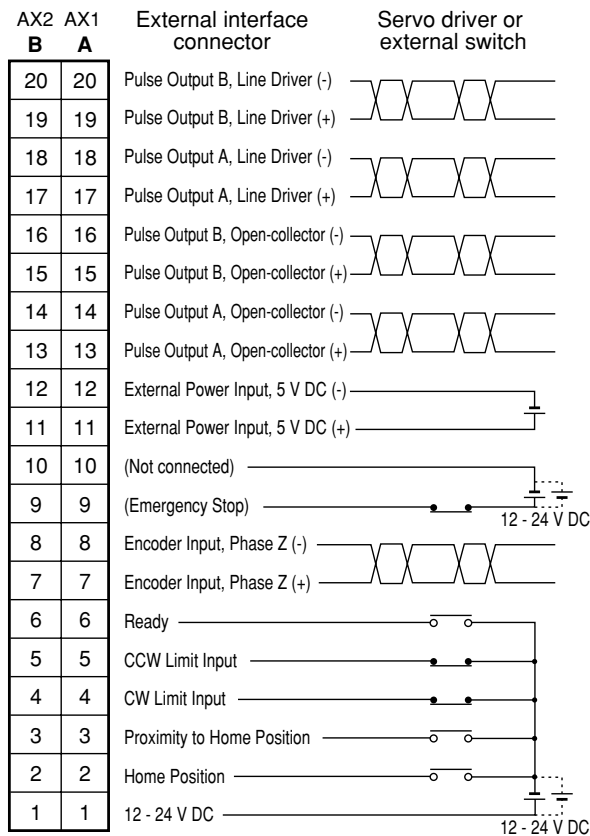 AX2 AX1 External interface Servo driver or
B A connector external switch
20 20 Pulse Output B, Line Driver (-)
19 19 Pulse Output B, Line Driver (+)
18 18 Pulse Output A, Line Driver (-)
17 17 Pulse Output A, Line Driver (+)
16 16 Pulse Output B, Open-collector (-)
15 15 Pulse Output B, Open-collector (+)
14 14 Pulse Output A, Open-collector (-)
13 13 Pulse Output A, Open-collector (+)
12 12 External Power Input, 5 V DC (-)
11 11 External Power Input, 5 V DC (+)
10 10 (Not connected)
9 9 (Emergency Stop)
12 - 24 V DC
8 8 Encoder Input, Phase Z (-)
7 7 Encoder Input, Phase Z (+)
6 6 Ready
5 5 CCW Limit Input
4 4 CW Limit Input
3 3 Proximity to Home Position
2 2 Home Position
1 1 12 - 24 V DC
12 - 24 V DC